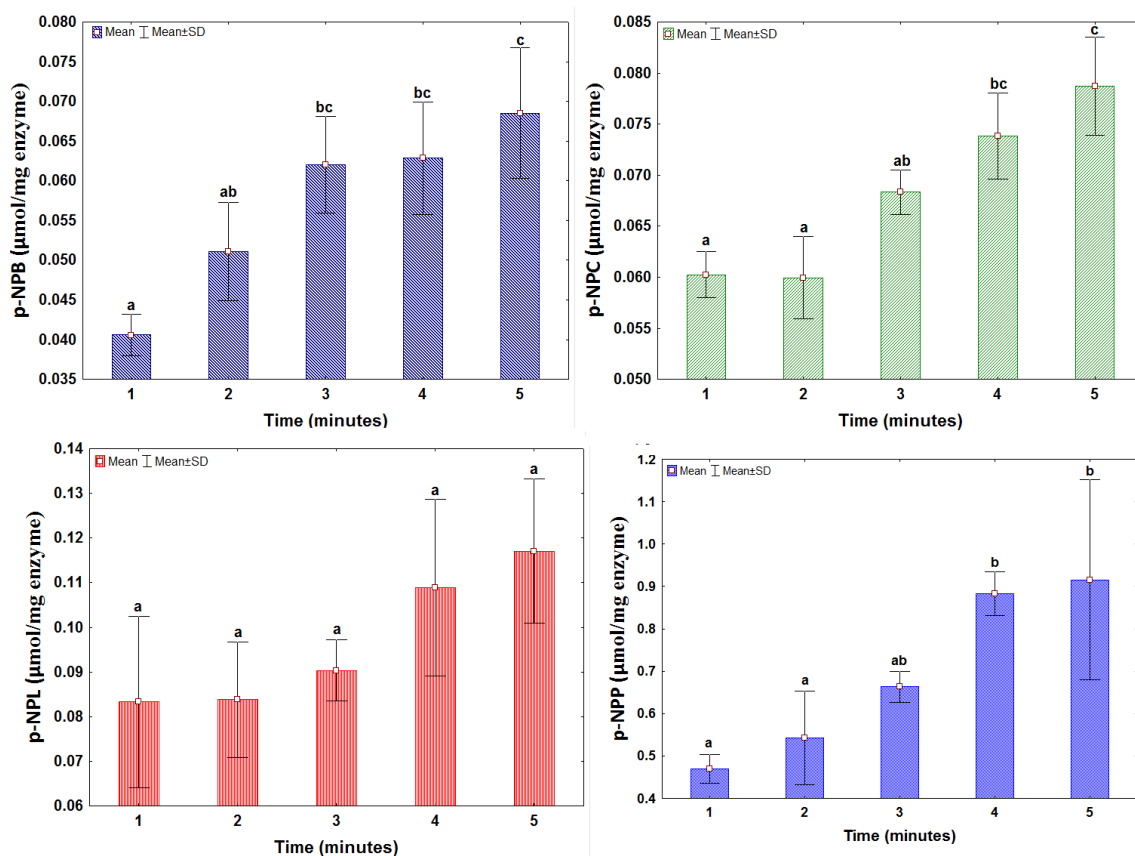 p-NPB (µmol/mg enzyme)
Mean Mean±SD
0.080
0.075
0.070
0.065
0.060
0.055
0.050
0.045
0.040
0.035
a
ab
bc
bc
c
1 2 3 4 5
Time (minutes)
p-NPC (µmol/mg enzyme)
Mean Mean±SD
0.085
0.080
0.075
0.070
0.065
0.060
0.055
0.050
a
a
ab
bc
c
1 2 3 4 5
Time (minutes)
p-NPL (µmol/mg enzyme)
Mean Mean±SD
0.14
0.13
0.12
0.11
0.10
0.09
0.08
0.07
0.06
a
a
a
a
a
1 2 3 4 5
Time (minutes)
p-NPP (µmol/mg enzyme)
Mean Mean±SD
1.2
1.1
1.0
0.9
0.8
0.7
0.6
0.5
0.4
a
a
ab
b
b
1 2 3 4 5
Time (minutes)